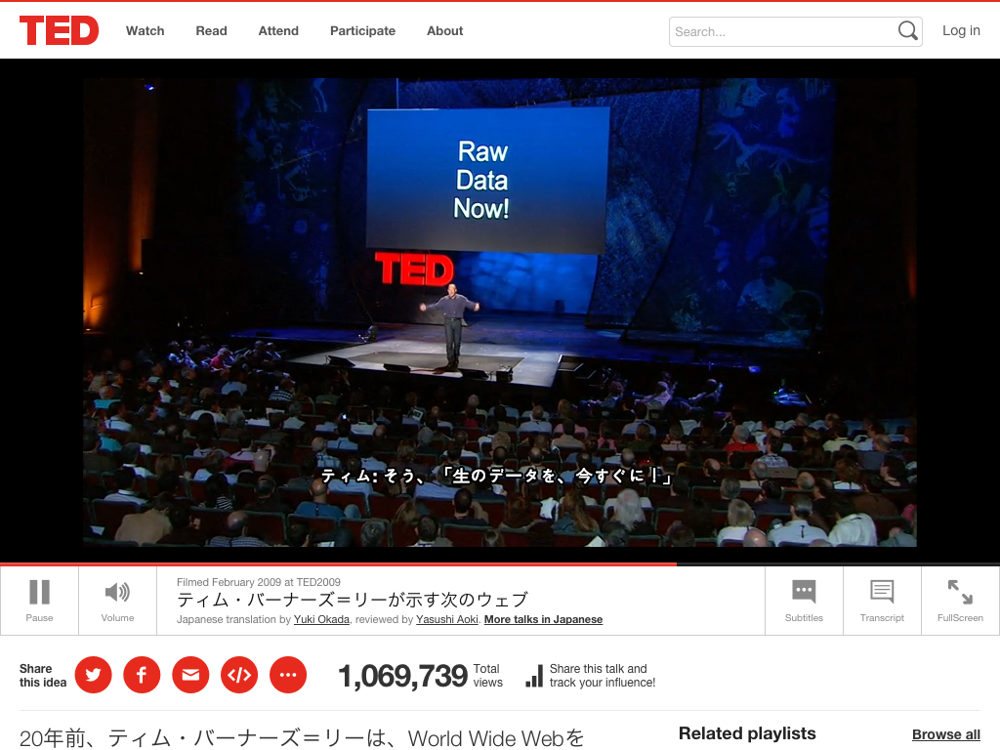 TED
Watch Read Attend Participate About
Search...
Log in
Raw
Data
Now!
TED
ティム: そう、「生のデータを、今すぐに！」
Pause
Volume
Filmed February 2009 at TED2009
ティム・バーナーズ＝リーが示す次のウェブ
Japanese translation by Yuki Okada, reviewed by Yasushi Aoki. More talks in Japanese
Subtitles
Transcript
FullScreen
Share
this idea
1,069,739
Total
views
Share this talk and
track your influence!
20年前、ティム・バーナーズ＝リーは、World Wide Webを
Related playlists
Browse all